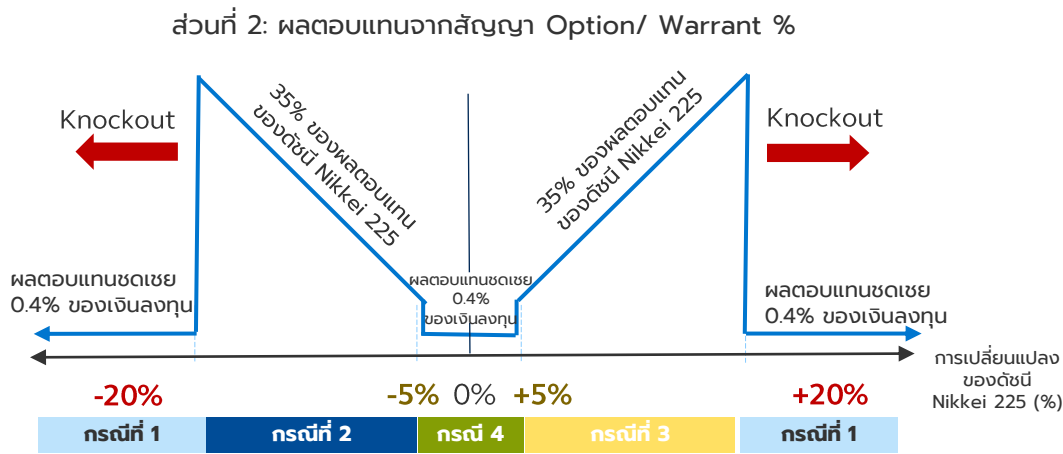 ส่วนที่ 2: ผลตอบแทนจากสัญญา Option/ Warrant %
Knockout
35% ของผลตอบแทน
ของดัชนี Nikkei 225
35% ของผลตอบแทน
ของดัชนี Nikkei 225
Knockout
ผลตอบแทนชดเชย
0.4% ของเงินลงทุน
ผลตอบแทนชดเชย
0.4%
ของเงินลงทุน
ผลตอบแทนชดเชย
0.4% ของเงินลงทุน
การเปลี่ยนแปลง
ของดัชนี
Nikkei 225 (%)
-20% -5% 0% +5% +20%
กรณีที่ 1 กรณีที่ 2 กรณี 4 กรณีที่ 3 กรณีที่ 1